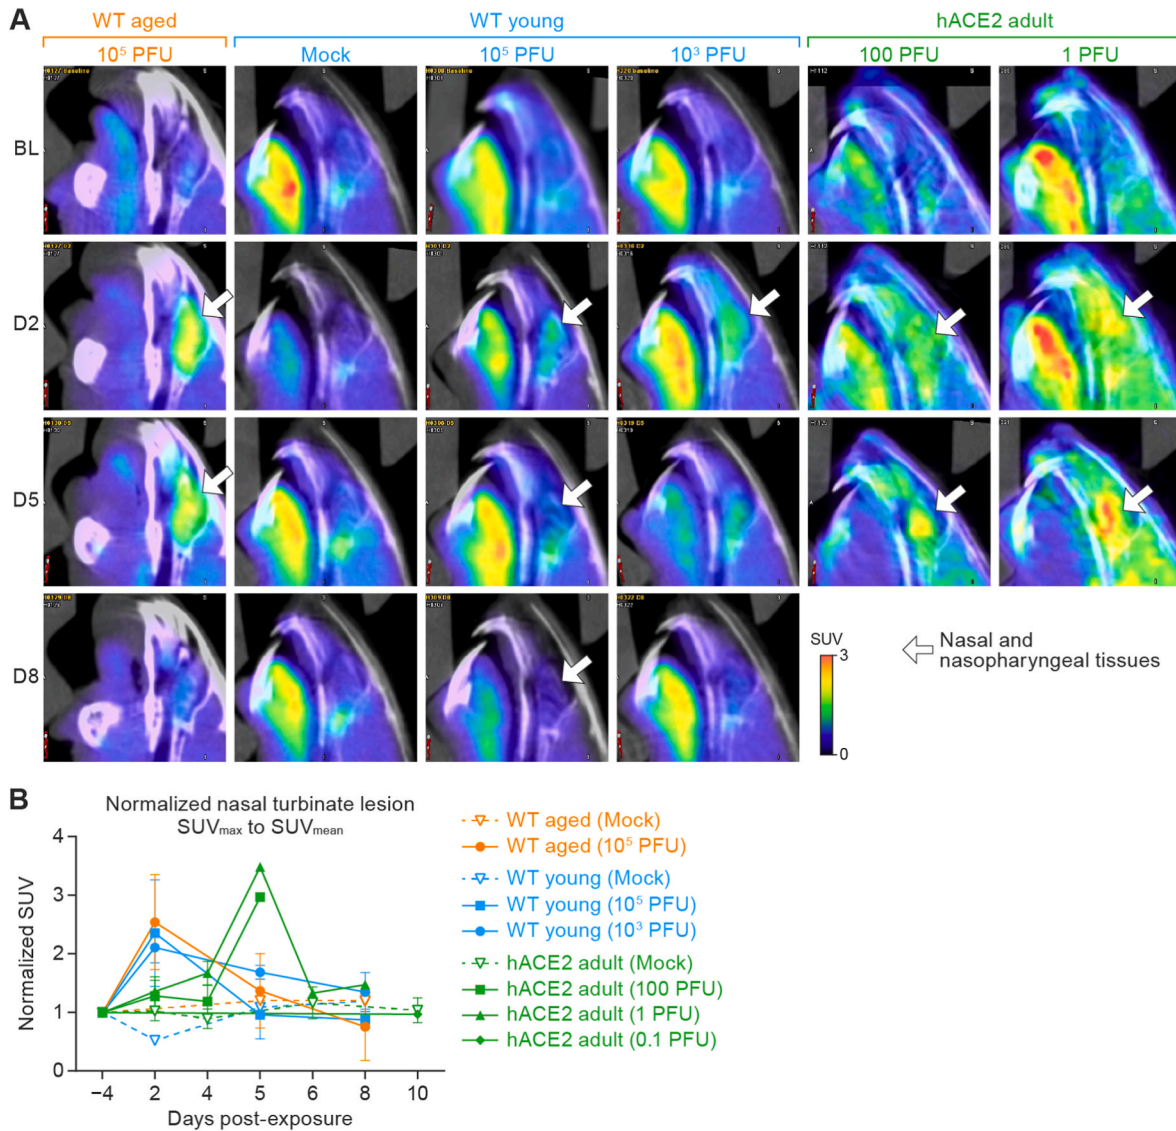 A
WT aged
WT young
hACE2 adult
10⁵ PFU
Mock
10⁵ PFU
10³ PFU
100 PFU
1 PFU
BL
D2
D5
D8
SUV
3
0
Nasal and
nasopharyngeal tissues
B
Normalized nasal turbinate lesion
SUVmax to SUVmean
Normalized SUV
4
3
2
1
0
−4
2
4
5
6
8
10
Days post-exposure
WT aged (Mock)
WT aged (10⁵ PFU)
WT young (Mock)
WT young (10⁵ PFU)
WT young (10³ PFU)
hACE2 adult (Mock)
hACE2 adult (100 PFU)
hACE2 adult (1 PFU)
hACE2 adult (0.1 PFU)